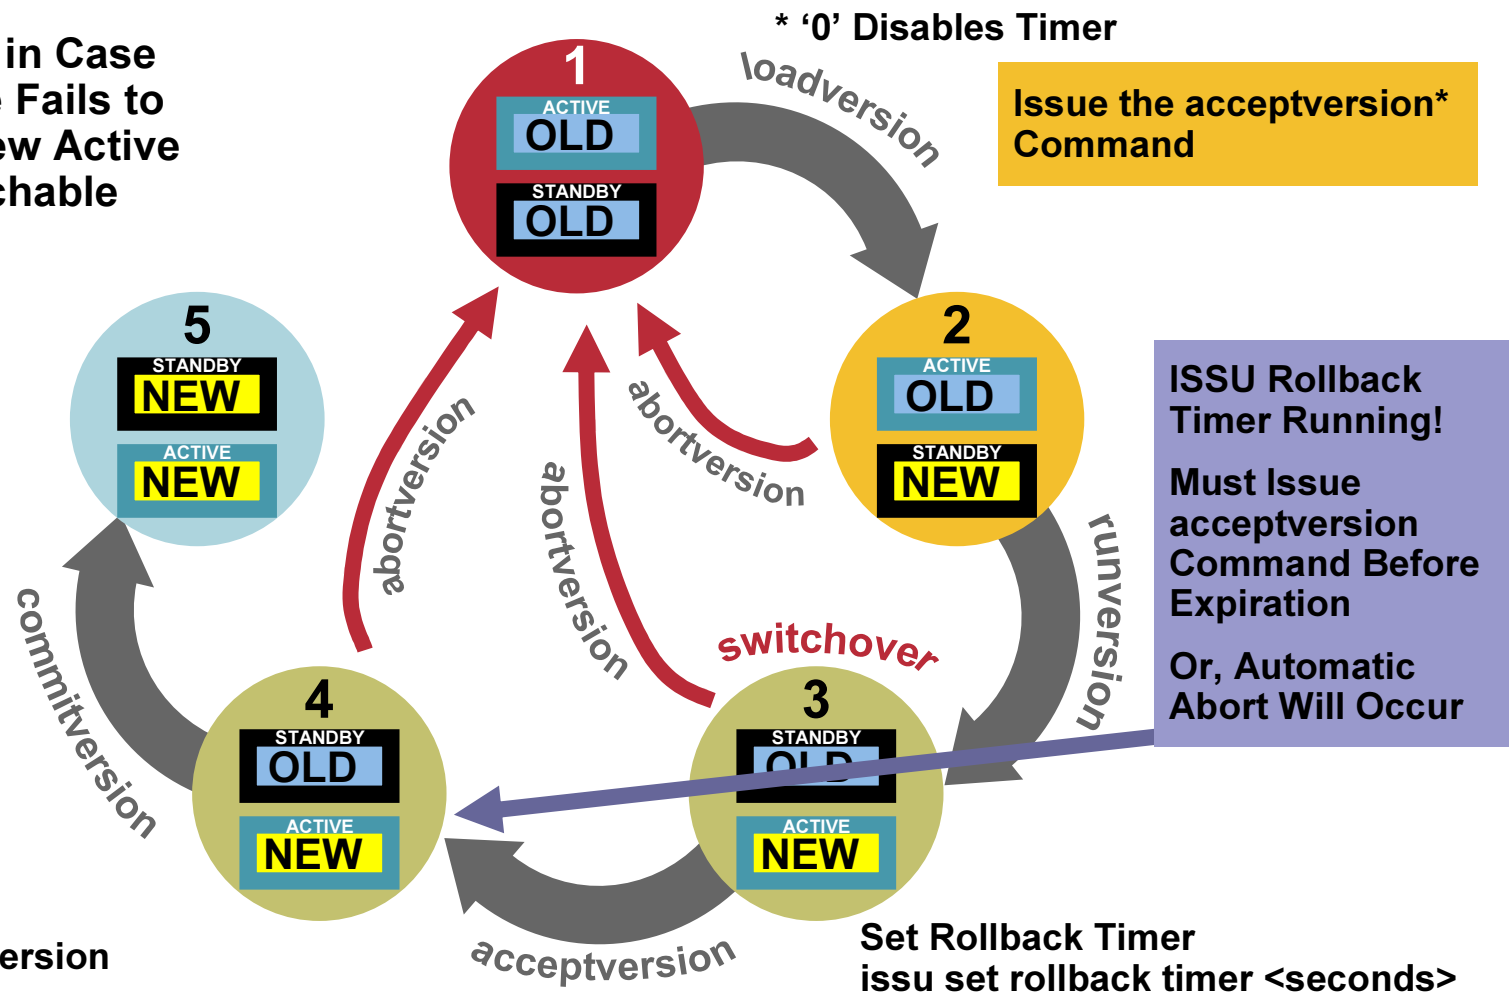 * ‘0’ Disables Timer
in Case
Fails to
Active
1
ACTIVE
OLD
STANDBY
OLD
loadversion
Issue the acceptversion*
Command
5
STANDBY
NEW
ACTIVE
NEW
2
ACTIVE
OLD
STANDBY
NEW
abortversion
abortversion
abortversion
runversion
ISSU Rollback
Timer Running!
Must Issue
acceptversion
Command Before
Expiration
Or, Automatic
Abort Will Occur
commitversion
switchover
4
STANDBY
OLD
ACTIVE
NEW
3
STANDBY
OLD
ACTIVE
NEW
acceptversion
ersion
Set Rollback Timer
issu set rollback timer <seconds>